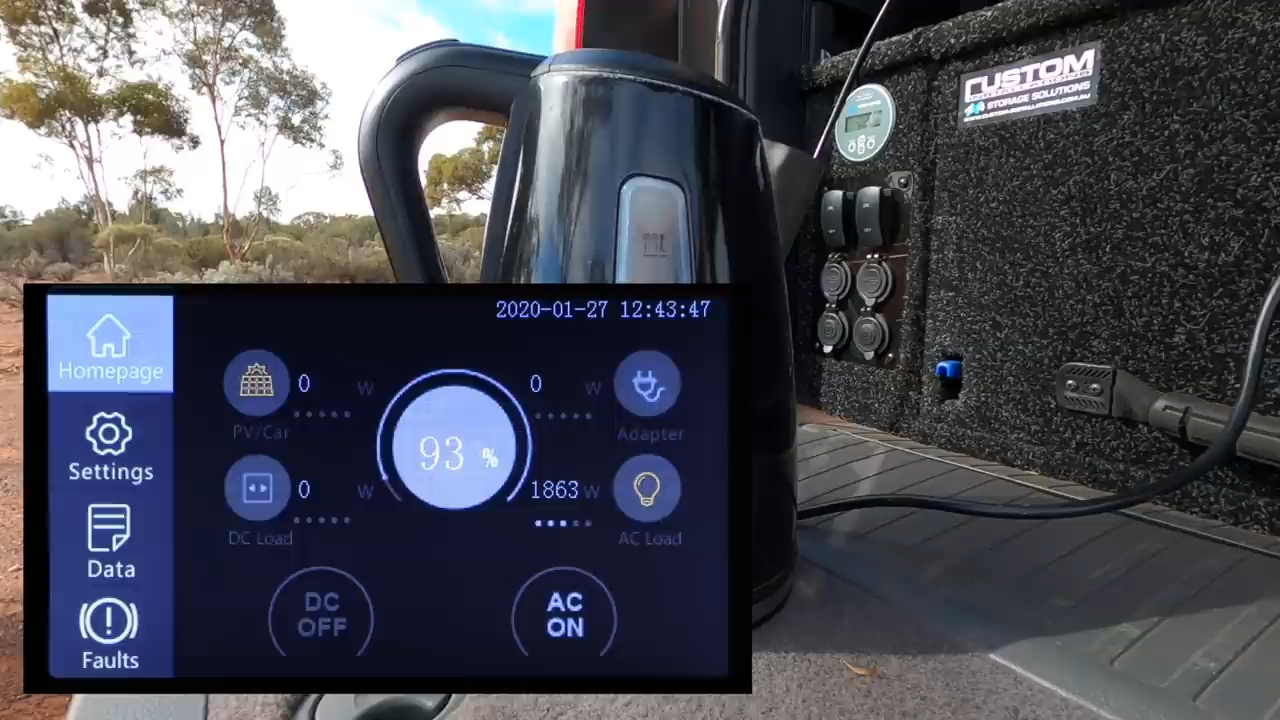 CUSTOM
STORAGE SOLUTIONS
2020-01-27 12:43:47
Homepage
Settings
Data
Faults
0 W
PV/Car
0 W
DC Load
93 %
0 W
Adapter
1863 W
AC Load
DC
OFF
AC
ON